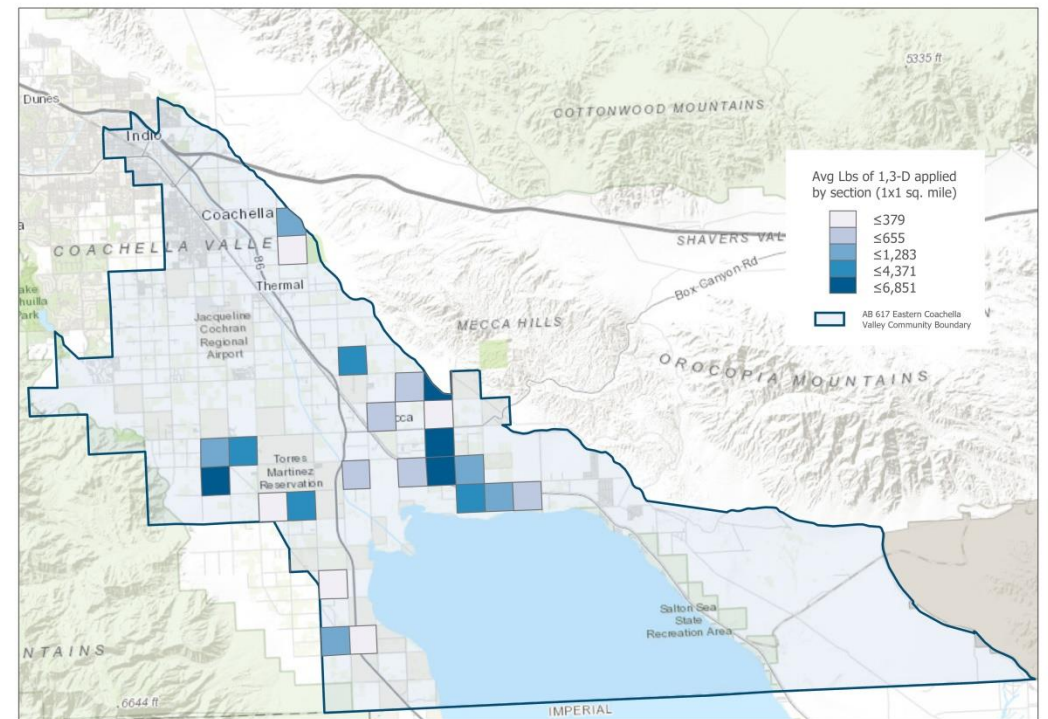 5335 ft
Dunes
COTTONWOOD MOUNTAINS
Indio
Avg Lbs of 1,3-D applied
by section (1x1 sq. mile)
≤379
≤655
≤1,283
≤4,371
≤6,851
AB 617 Eastern Coachella
Valley Community Boundary
Coachella
a
COACHELLA VALLE
SHAVERS VAL
86
Box Canyon Rd
Thermal
ake
huilla
Park
Jacqueline
Cochran
Regional
Airport
MECCA HILLS
N
OROCOPIA MOUNTAINS
cca
Torres
Martinez
Reservation
Salton Sea
State
Recreation Area
NTAINS
6644 ft
IMPERIAL